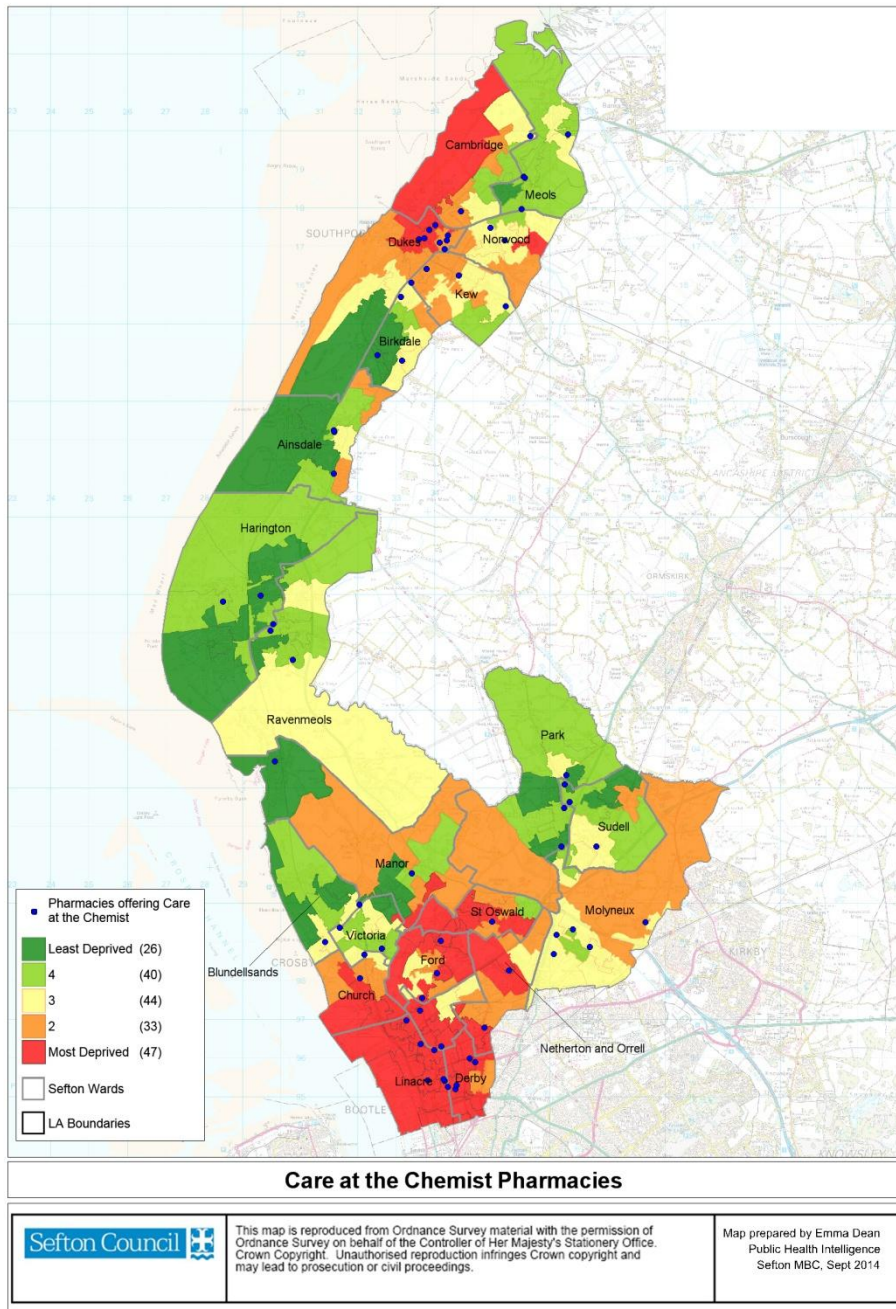 Cambridge
Meols
SOUTHPOR
Dukes
Norwood
Kew
Birkdale
Ainsdale
Harington
ORMSKIRK
Ravenmeols
Park
Sudell
Manor
St Oswald
Molyneux
Victoria
KIRKBY
Blundellsands
CROSBY
Ford
Church
Netherton and Orrell
Linacre
Derby
BOOTLE
KNOWSLEY
Pharmacies offering Care
at the Chemist
Least Deprived (26)
4 (40)
3 (44)
2 (33)
Most Deprived (47)
Sefton Wards
LA Boundaries
Care at the Chemist Pharmacies
Sefton Council
This map is reproduced from Ordnance Survey material with the permission of
Ordnance Survey on behalf of the Controller of Her Majesty's Stationery Office.
Crown Copyright. Unauthorised reproduction infringes Crown copyright and
may lead to prosecution or civil proceedings.
Map prepared by Emma Dean
Public Health Intelligence
Sefton MBC, Sept 2014